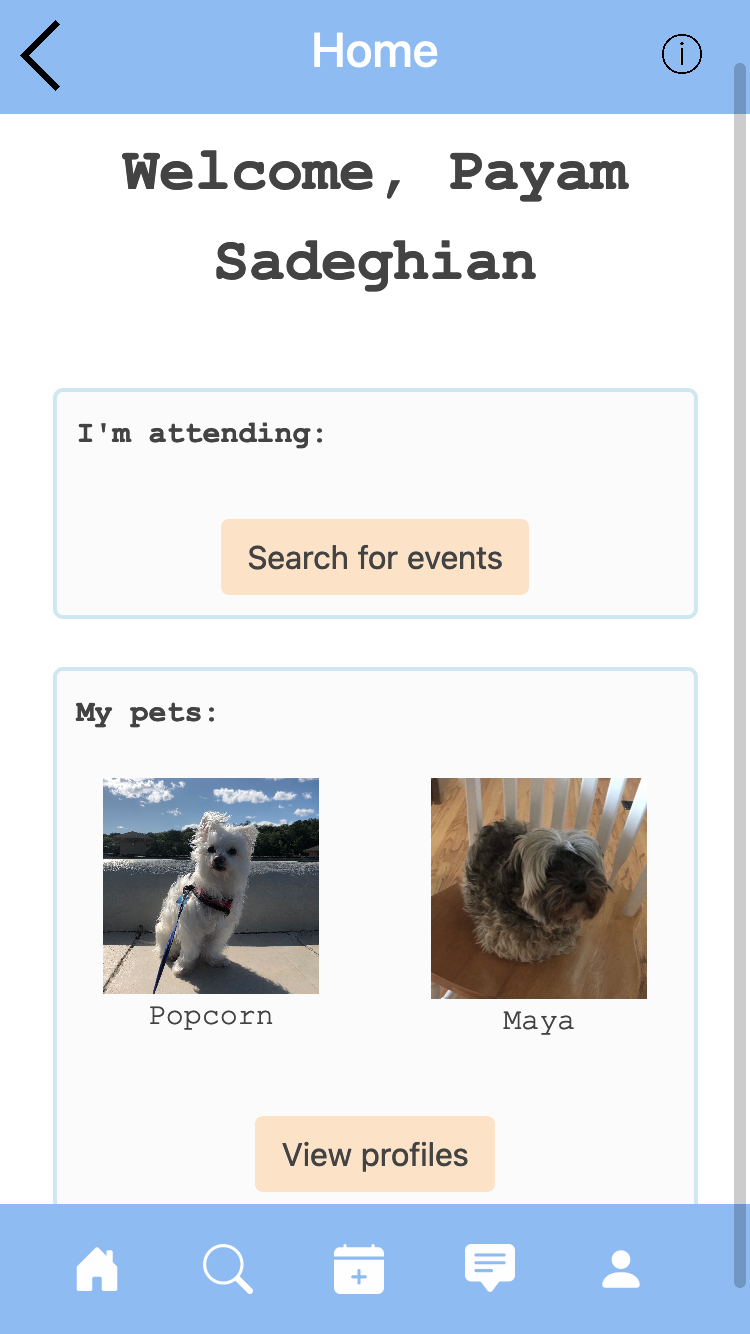 Home
Welcome, Payam
Sadeghian
I'm attending:
Search for events
My pets:
Popcorn
Maya
View profiles